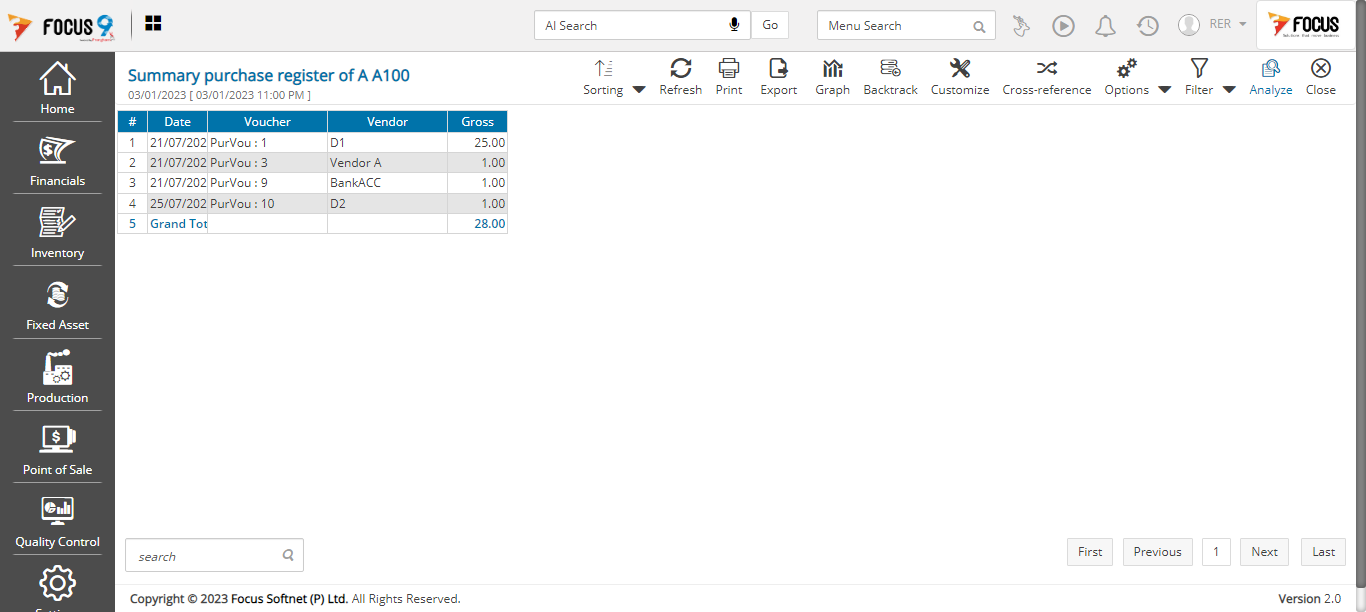 FOCUS 9
AI Search
Go
Menu Search
RER
FOCUS
Home
Financials
Inventory
Fixed Asset
Production
Point of Sale
Quality Control
Summary purchase register of A A100
03/01/2023 [ 03/01/2023 11:00 PM ]
Sorting Refresh Print Export Graph Backtrack Customize Cross-reference Options Filter Analyze Close
# Date Voucher Vendor Gross
1 21/07/202 PurVou : 1 D1 25.00
2 21/07/202 PurVou : 3 Vendor A 1.00
3 21/07/202 PurVou : 9 BankACC 1.00
4 25/07/202 PurVou : 10 D2 1.00
5 Grand Tot 28.00
search
First Previous 1 Next Last
Copyright © 2023 Focus Softnet (P) Ltd. All Rights Reserved.
Version 2.0